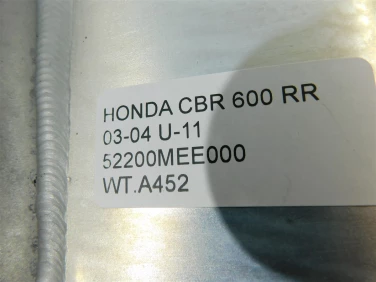 HONDA CBR 600 RR
03-04 U-11
52200MEE000
WT.A452